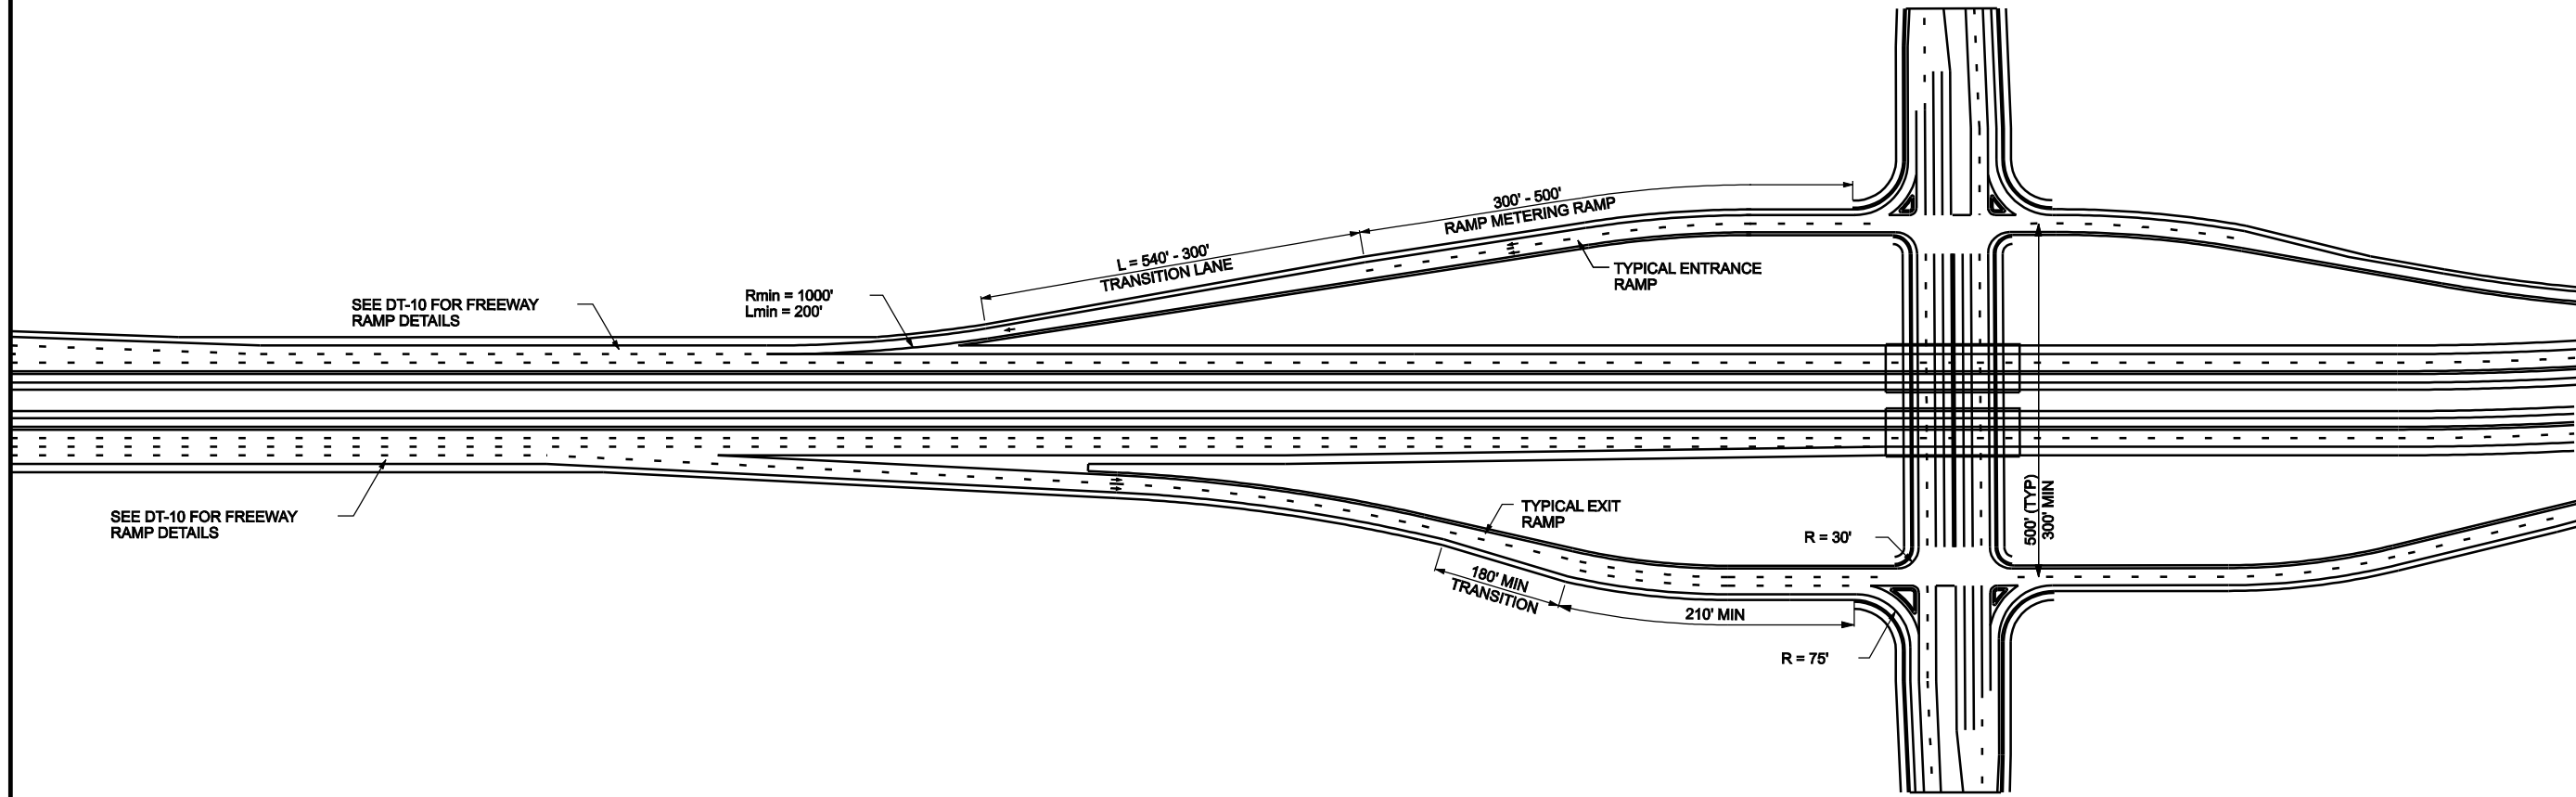 300' - 500'
RAMP METERING RAMP
L = 540' - 300'
TRANSITION LANE
TYPICAL ENTRANCE
RAMP
Rmin = 1000'
Lmin = 200'
SEE DT-10 FOR FREEWAY
RAMP DETAILS
SEE DT-10 FOR FREEWAY
RAMP DETAILS
TYPICAL EXIT
RAMP
500' (TYP)
300' MIN
R = 30'
180' MIN
TRANSITION
210' MIN
R = 75'